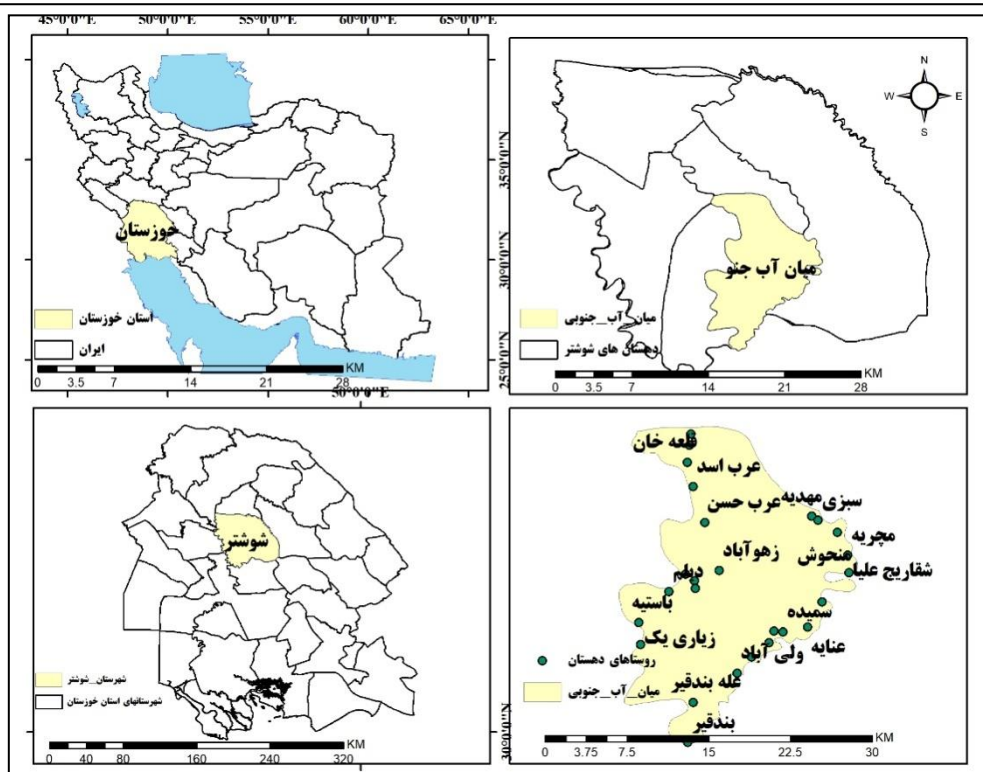 45°0'0"E 50°0'0"E 55°0'0"E 60°0'0"E 65°0'0"E
خوزستان
استان خوزستان
ایران
KM
0 3.5 7 14 21 28
35°0'0"N
30°0'0"N
25°0'0"N
50°0'0"E
N
W E
S
میان آب جنو
میان_آب_جنوبی
دهستان های شوشتر
KM
0 3.5 7 14 21 28
شوشتر
شهرستان_شوشتر
شهرستانهای استان خوزستان
KM
0 40 80 160 240 320
30°0'0"N
قلعه خان
عرب اسد
مهدیه سبزی
عرب حسن
مچریه
زهوآباد
منحوش
شقاریج علیا
دیلم
باستیه
سمیده
زیاری یک
عنایه
ولی آباد
روستاهای دهستان
عله بندقیر
میان_آب_جنوبی
بندقیر
KM
0 3.75 7.5 15 22.5 30